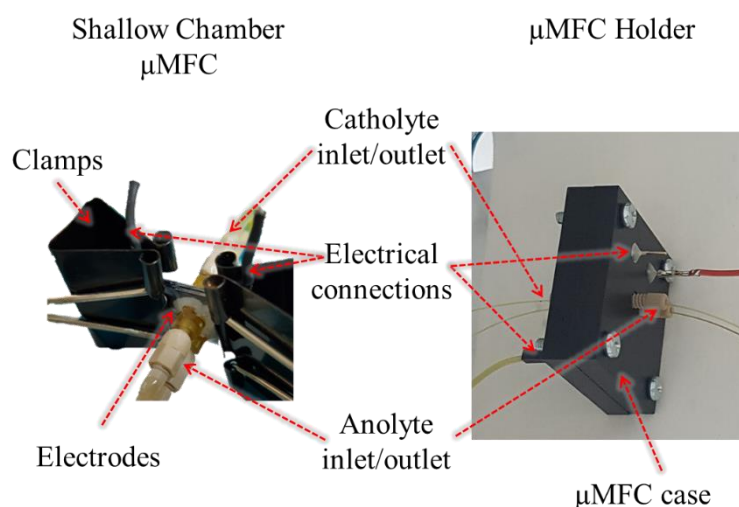 Shallow Chamber
μMFC
μMFC Holder
Clamps
Catholyte
inlet/outlet
Electrical
connections
Electrodes
Anolyte
inlet/outlet
μMFC case